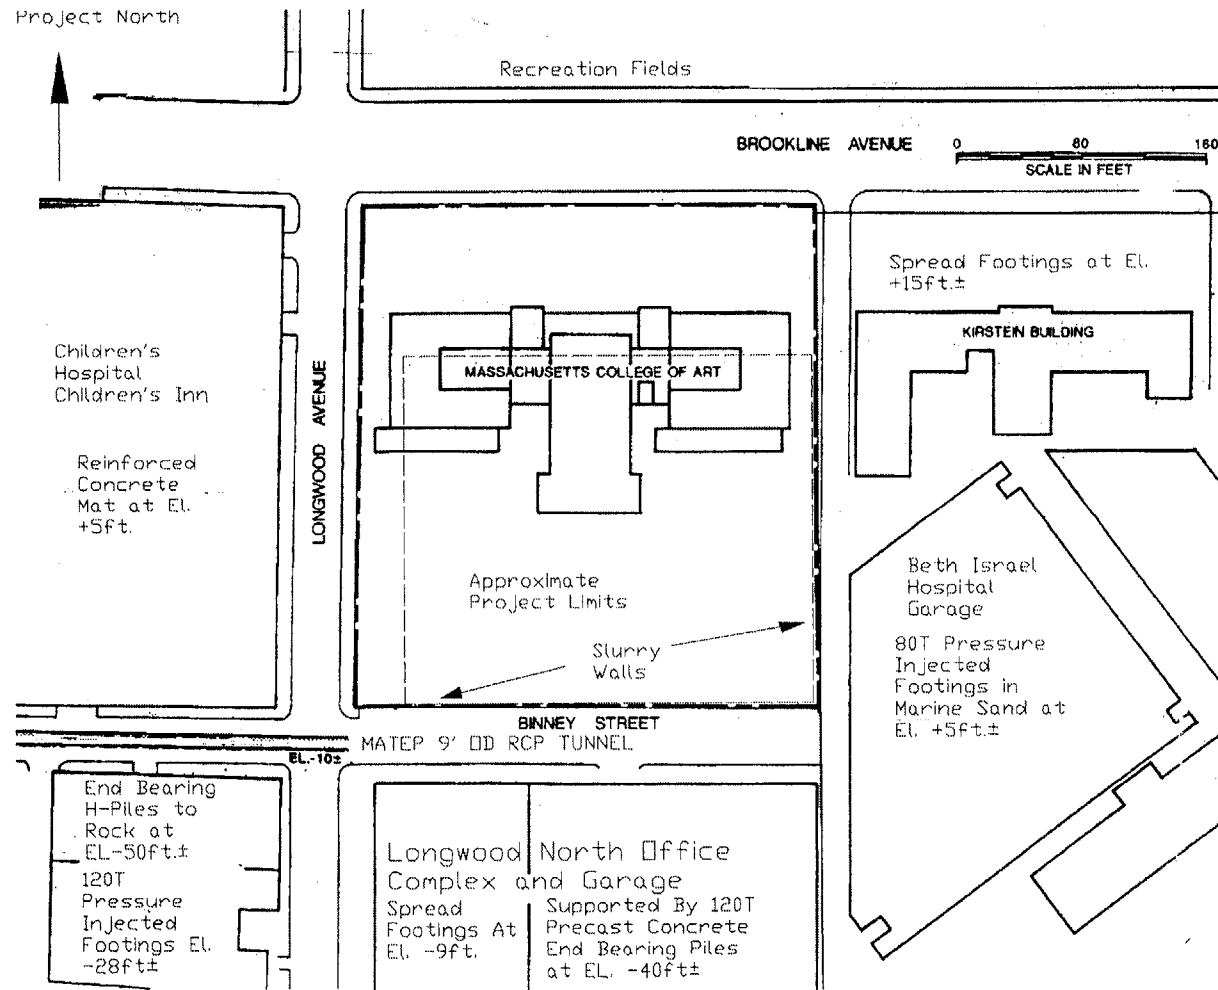 Project North
Recreation Fields
BROOKLINE AVENUE
0 80 160
SCALE IN FEET
Spread Footings at El.
+15ft.±
KIRSTEIN BUILDING
Children's
Hospital
Children's Inn
Reinforced
Concrete
Mat at El.
+5ft.
LONGWOOD AVENUE
MASSACHUSETTS COLLEGE OF ART
Approximate
Project Limits
Slurry
Walls
Beth Israel
Hospital
Garage
80T Pressure
Injected
Footings in
Marine Sand at
El. +5ft.±
BINNEY STREET
MATEP 9' OD RCP TUNNEL
EL.-10±
End Bearing
H-Piles to
Rock at
EL-50ft.±
120T
Pressure
Injected
Footings El.
-28ft±
Longwood North Office
Complex and Garage
Spread
Footings At
El. -9ft.
Supported By 120T
Precast Concrete
End Bearing Piles
at EL. -40ft±